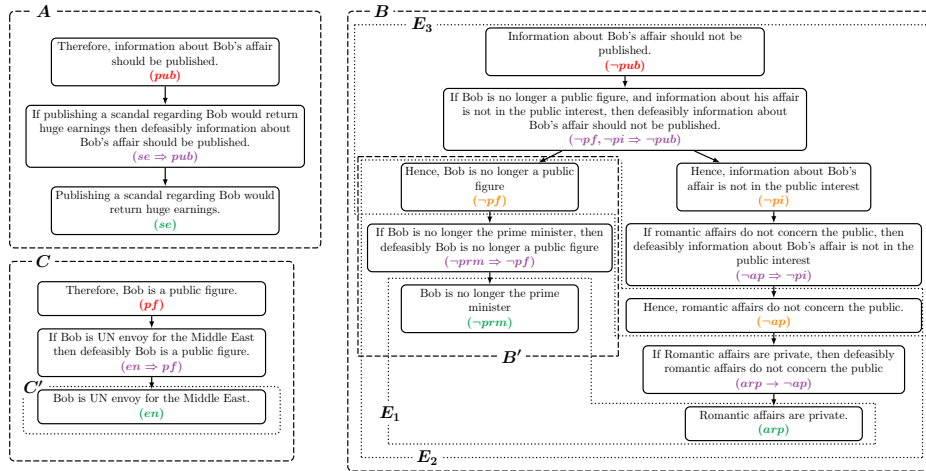 A
Therefore, information about Bob's affair
should be published.
(pub)
If publishing a scandal regarding Bob would return
huge earnings then defeasibly information about
Bob's affair should be published.
(se ⇒ pub)
Publishing a scandal regarding Bob would
return huge earnings.
(se)
C
Therefore, Bob is a public figure.
(pf)
If Bob is UN envoy for the Middle East
then defeasibly Bob is a public figure.
(en ⇒ pf)
C'
Bob is UN envoy for the Middle East.
(en)
B
E3
Information about Bob's affair should not be
published.
(¬pub)
If Bob is no longer a public figure, and information about his affair
is not in the public interest, then defeasibly information about
Bob's affair should not be published.
(¬pf, ¬pi ⇒ ¬pub)
Hence, Bob is no longer a public
figure
(¬pf)
If Bob is no longer the prime minister, then
defeasibly Bob is no longer a public figure
(¬prm ⇒ ¬pf)
Bob is no longer the prime
minister
(¬prm)
B'
Hence, information about Bob's
affair is not in the public interest
(¬pi)
If romantic affairs do not concern the public, then
defeasibly information about Bob's affair is not in the
public interest
(¬ap ⇒ ¬pi)
Hence, romantic affairs do not concern the public.
(¬ap)
If Romantic affairs are private, then defeasibly
romantic affairs do not concern the public
(arp → ¬ap)
Romantic affairs are private.
(arp)
E1
E2